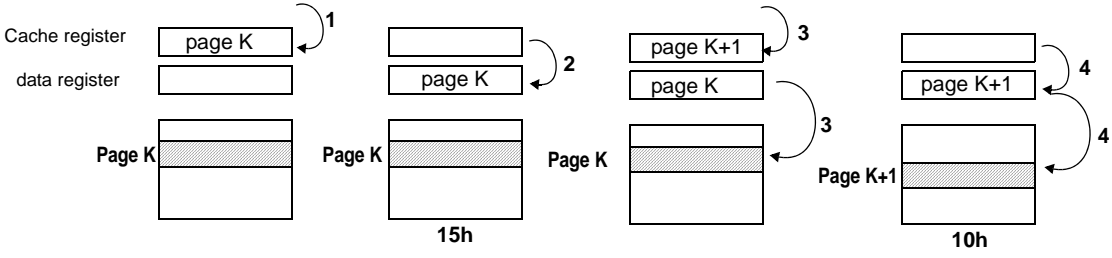 1
3
Cache register
page K
page K+1
2
4
data register
page K
page K
page K+1
3
4
Page K
Page K
Page K
Page K+1
15h
10h